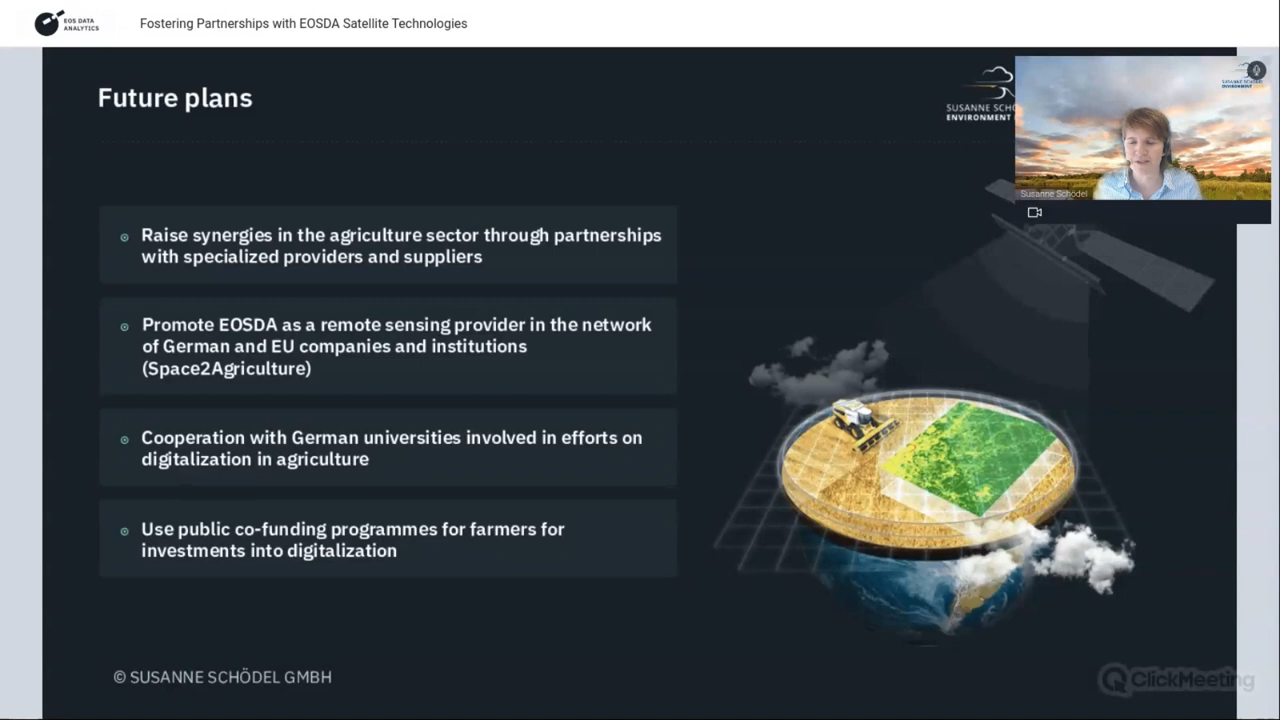 EOS DATA
ANALYTICS
Fostering Partnerships with EOSDA Satellite Technologies
Future plans
SUSANNE SCHÖ
ENVIRONMENT
Susanne Schödel
Raise synergies in the agriculture sector through partnerships
with specialized providers and suppliers
Promote EOSDA as a remote sensing provider in the network
of German and EU companies and institutions
(Space2Agriculture)
Cooperation with German universities involved in efforts on
digitalization in agriculture
Use public co-funding programmes for farmers for
investments into digitalization
© SUSANNE SCHÖDEL GMBH
ClickMeeting